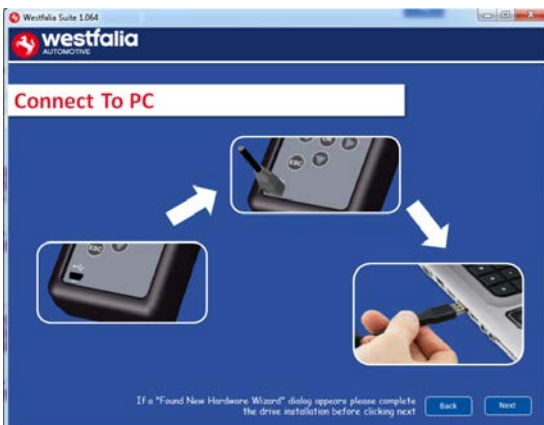 Westfalia Suite 1.064
westfalia
AUTOMOTIVE
Connect To PC
ESC
ESC
If a "Found New Hardware Wizard" dialog appears please complete
the drive installation before clicking next
Back
Next